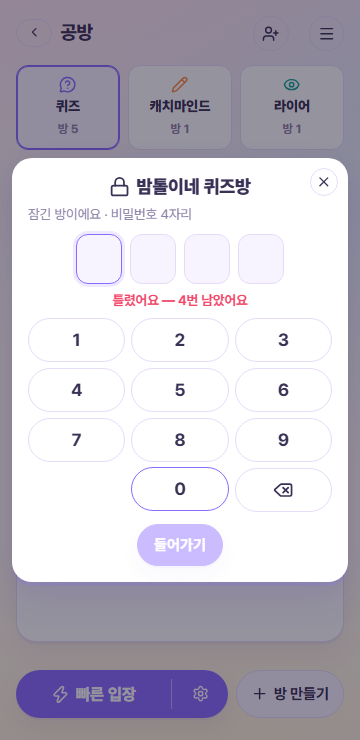 공방
퀴즈 캐치마인드 라이어
방 5 방 1 방 1
밤톨이네 퀴즈방
잠긴 방이에요 · 비밀번호 4자리
틀렸어요 — 4번 남았어요
1 2 3
4 5 6
7 8 9
0
들어가기
빠른 입장 방 만들기